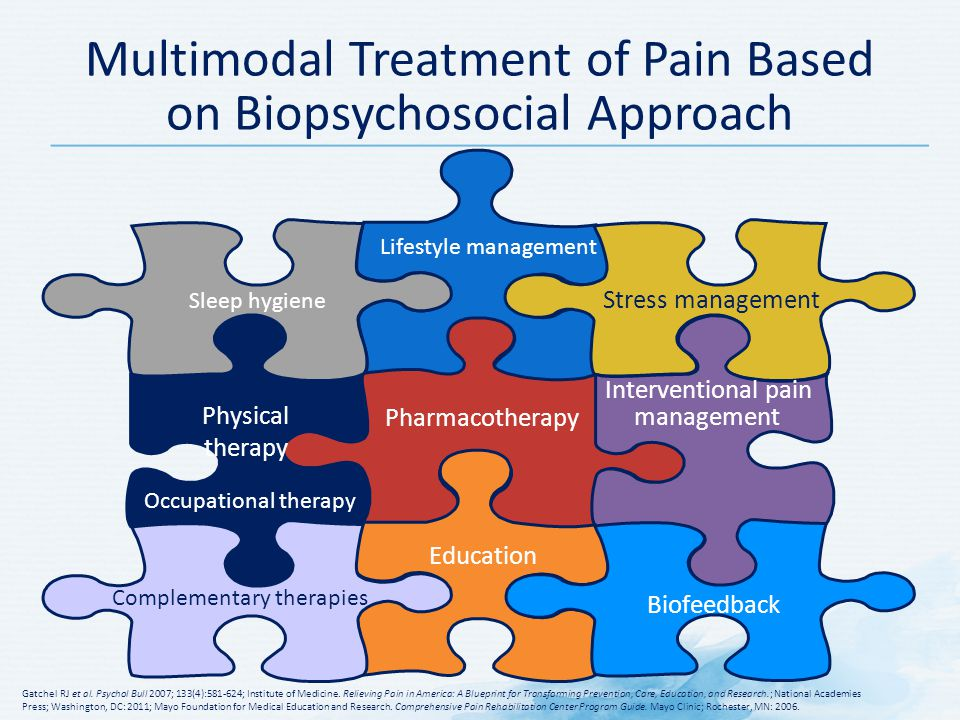 Multimodal Treatment of Pain Based
on Biopsychosocial Approach
Lifestyle management
Sleep hygiene
Stress management
Physical
therapy
Pharmacotherapy
Interventional pain
management
Occupational therapy
Education
Complementary therapies
Biofeedback
Gatchel RJ et al. Psychol Bull 2007; 133(4):581-624; Institute of Medicine. Relieving Pain in America: A Blueprint for Transforming Prevention, Care, Education, and Research.; National Academies
Press; Washington, DC: 2011; Mayo Foundation for Medical Education and Research. Comprehensive Pain Rehabilitation Center Program Guide. Mayo Clinic; Rochester, MN: 2006.